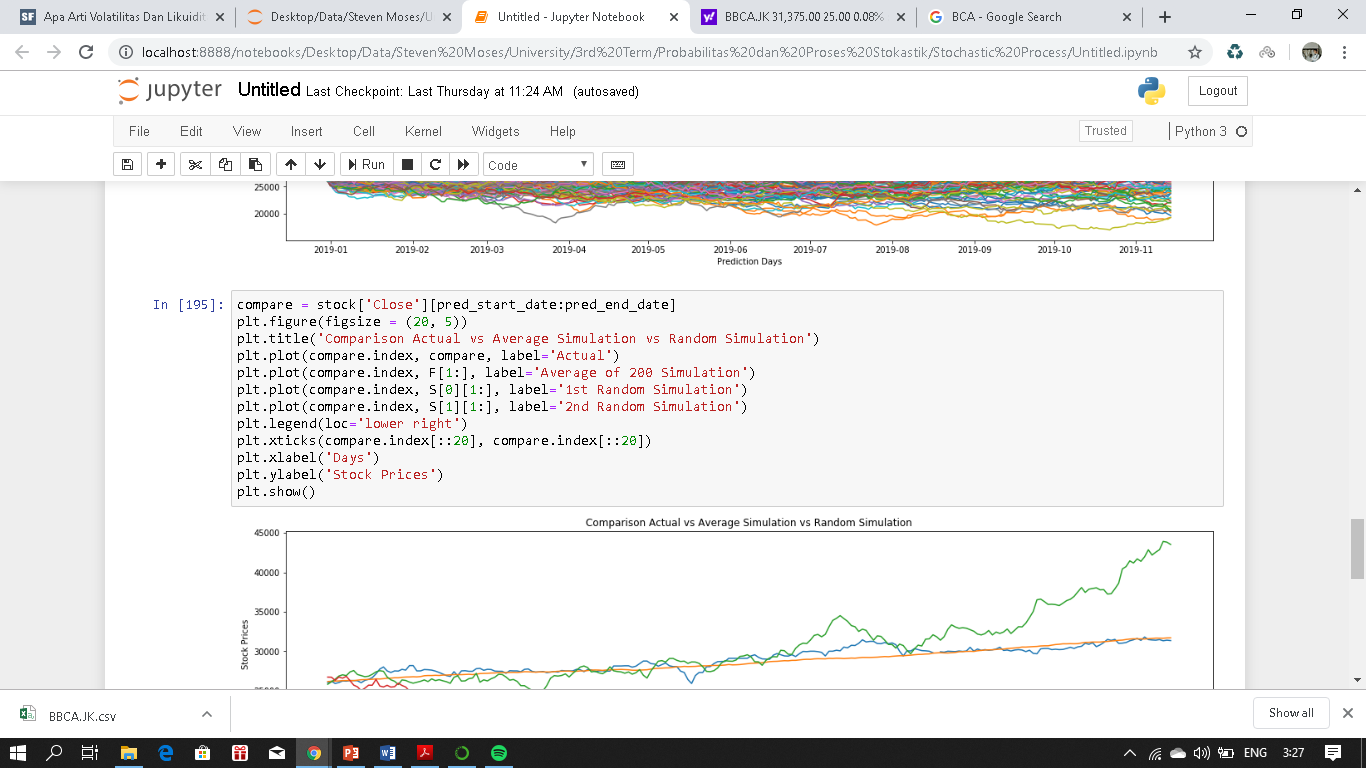 Apa Arti Volatilitas Dan Likuidit
Desktop/Data/Steven Moses/U
Untitled - Jupyter Notebook
BBCA.JK 31,375.00 25.00 0.08%
BCA - Google Search
localhost:8888/notebooks/Desktop/Data/Steven%20Moses/University/3rd%20Term/Probabilitas%20dan%20Proses%20Stokastik/Stochastic%20Process/Untitled.ipynb
jupyter Untitled Last Checkpoint: Last Thursday at 11:24 AM (autosaved)
Logout
File Edit View Insert Cell Kernel Widgets Help
Trusted
Python 3
Run
Code
25000
20000
2019-01 2019-02 2019-03 2019-04 2019-05 2019-06 2019-07 2019-08 2019-09 2019-10 2019-11
Prediction Days
In [195]:
compare = stock['Close'][pred_start_date:pred_end_date]
plt.figure(figsize = (20, 5))
plt.title('Comparison Actual vs Average Simulation vs Random Simulation')
plt.plot(compare.index, compare, label='Actual')
plt.plot(compare.index, F[1:], label='Average of 200 Simulation')
plt.plot(compare.index, S[0][1:], label='1st Random Simulation')
plt.plot(compare.index, S[1][1:], label='2nd Random Simulation')
plt.legend(loc='lower right')
plt.xticks(compare.index[::20], compare.index[::20])
plt.xlabel('Days')
plt.ylabel('Stock Prices')
plt.show()
Comparison Actual vs Average Simulation vs Random Simulation
45000
40000
35000
30000
25000
Stock Prices
BBCA.JK.csv
Show all
ENG 3:27